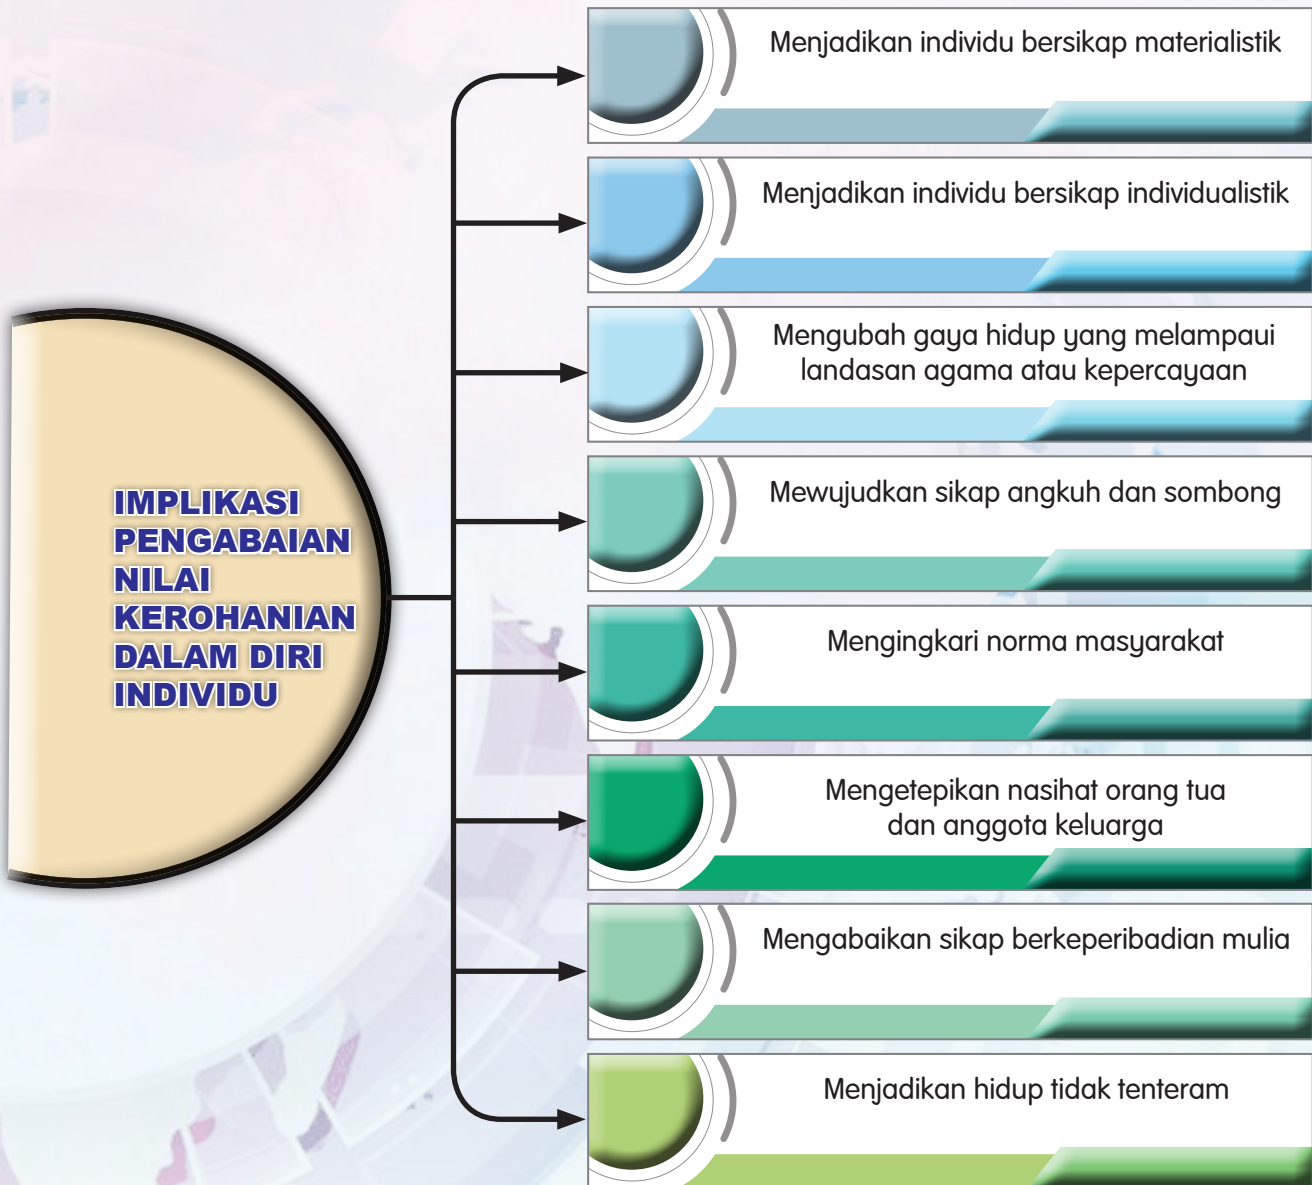 IMPLIKASI
PENGABAIAN
NILAI
KEROHANIAN
DALAM DIRI
INDIVIDU
Menjadikan individu bersikap materialistik
Menjadikan individu bersikap individualistik
Mengubah gaya hidup yang melampaui
landasan agama atau kepercayaan
Mewujudkan sikap angkuh dan sombong
Mengingkari norma masyarakat
Mengetepikan nasihat orang tua
dan anggota keluarga
Mengabaikan sikap berkeperibadian mulia
Menjadikan hidup tidak tenteram